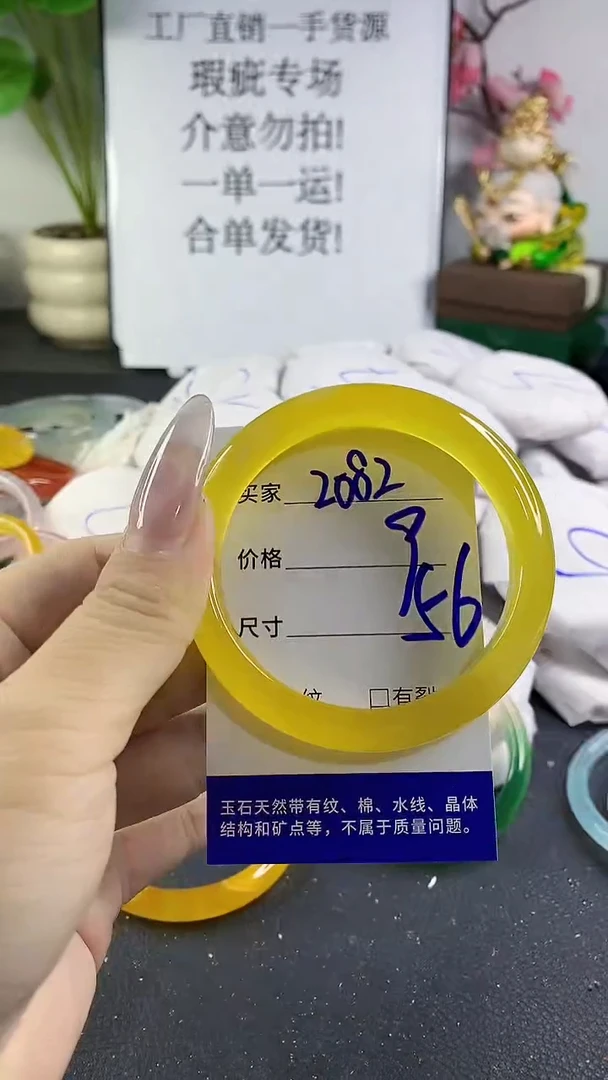 工厂直销一手货源
瑕疵专场
介意勿拍!
一单一运!
合单发货!
买家 2082
价格 9
尺寸 56
纹 □有裂
玉石天然带有纹、棉、水线、晶体
结构和矿点等，不属于质量问题。